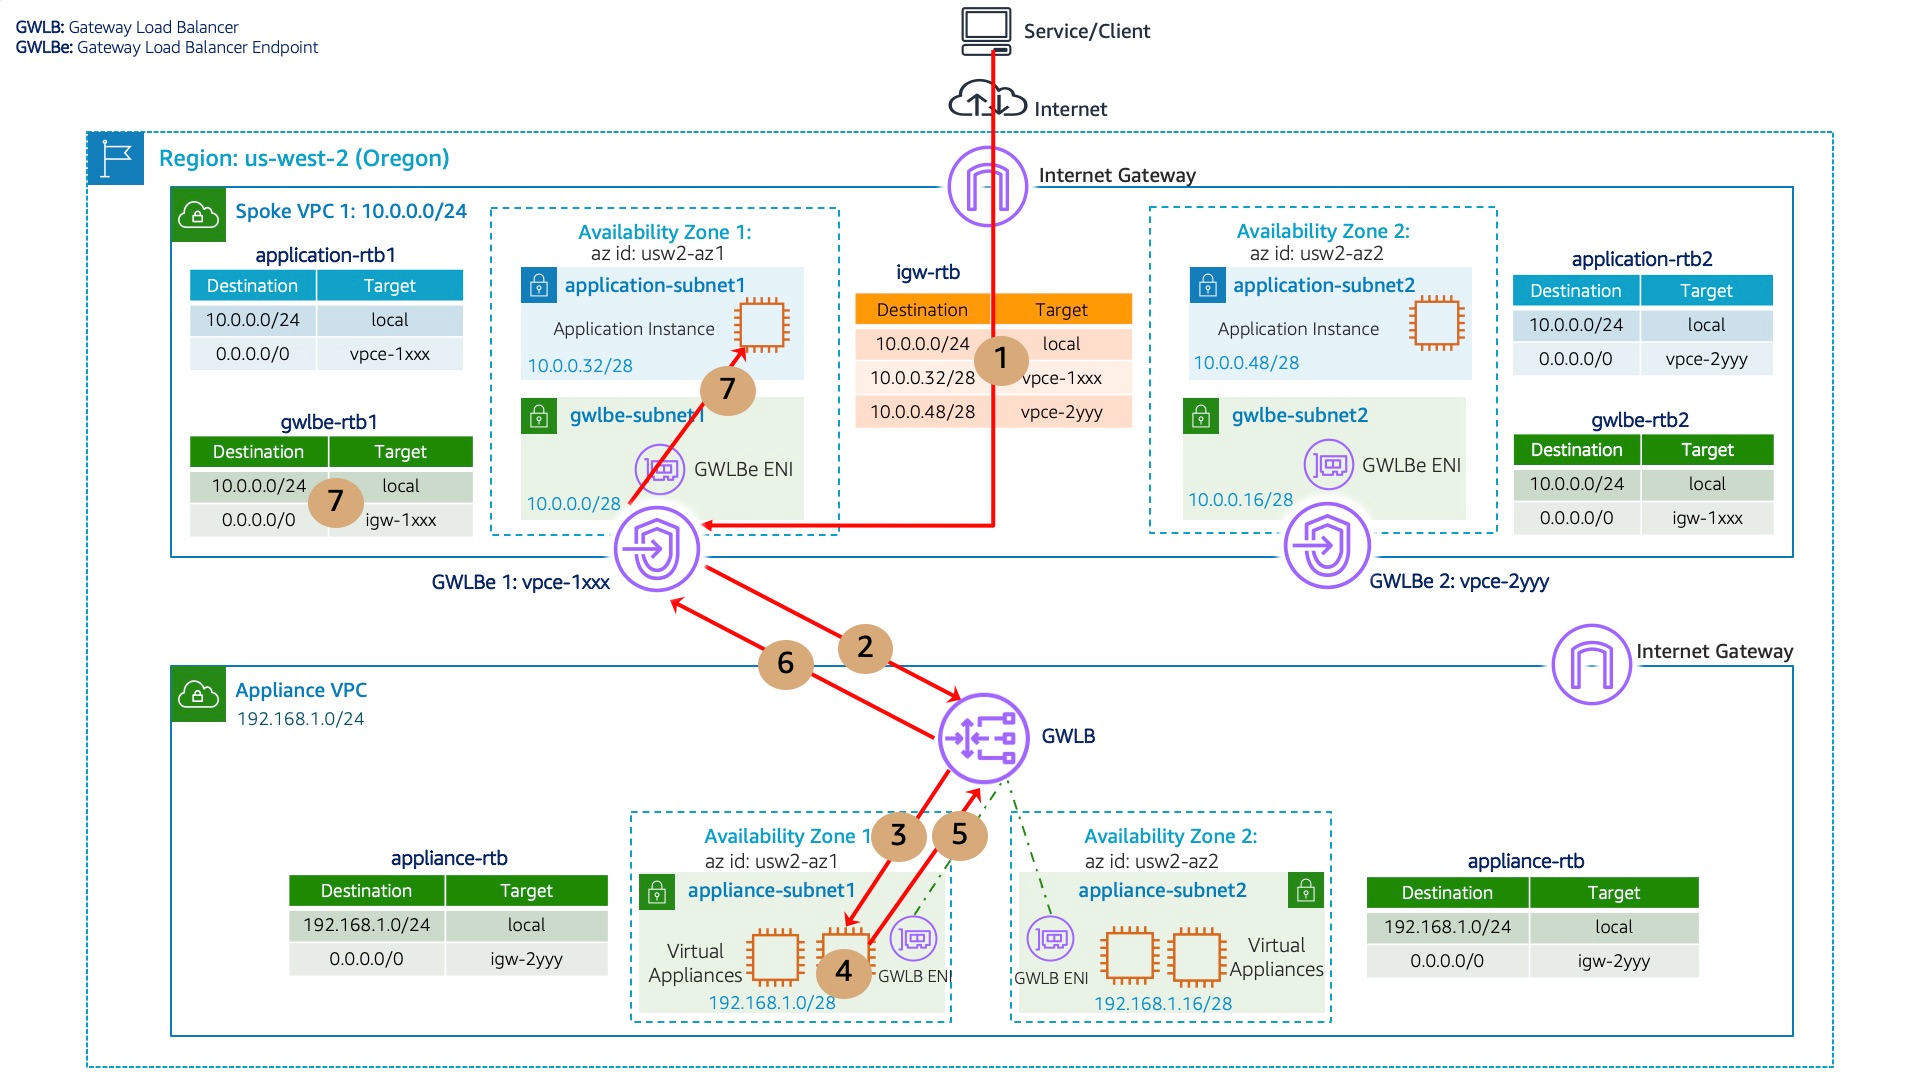 GWLB: Gateway Load Balancer
GWLBe: Gateway Load Balancer Endpoint
Service/Client
Internet
Region: us-west-2 (Oregon)
Internet Gateway
Spoke VPC 1: 10.0.0.0/24
application-rtb1
Destination Target
10.0.0.0/24 local
0.0.0.0/0 vpce-1xxx
gwlbe-rtb1
Destination Target
10.0.0.0/24 local
0.0.0.0/0 igw-1xxx
7
Availability Zone 1:
az id: usw2-az1
application-subnet1
Application Instance
10.0.0.32/28
7
gwlbe-subnet1
GWLBe ENI
10.0.0.0/28
GWLBe 1: vpce-1xxx
igw-rtb
Destination Target
10.0.0.0/24 local
10.0.0.32/28 vpce-1xxx
10.0.0.48/28 vpce-2yyy
1
Availability Zone 2:
az id: usw2-az2
application-subnet2
Application Instance
10.0.0.48/28
gwlbe-subnet2
GWLBe ENI
10.0.0.16/28
GWLBe 2: vpce-2yyy
application-rtb2
Destination Target
10.0.0.0/24 local
0.0.0.0/0 vpce-2yyy
gwlbe-rtb2
Destination Target
10.0.0.0/24 local
0.0.0.0/0 igw-1xxx
2
6
Internet Gateway
Appliance VPC
192.168.1.0/24
GWLB
3
5
appliance-rtb
Destination Target
192.168.1.0/24 local
0.0.0.0/0 igw-2yyy
Availability Zone 1
az id: usw2-az1
appliance-subnet1
Virtual
Appliances
4
GWLB ENI
192.168.1.0/28
Availability Zone 2:
az id: usw2-az2
appliance-subnet2
GWLB ENI
Virtual
Appliances
192.168.1.16/28
appliance-rtb
Destination Target
192.168.1.0/24 local
0.0.0.0/0 igw-2yyy